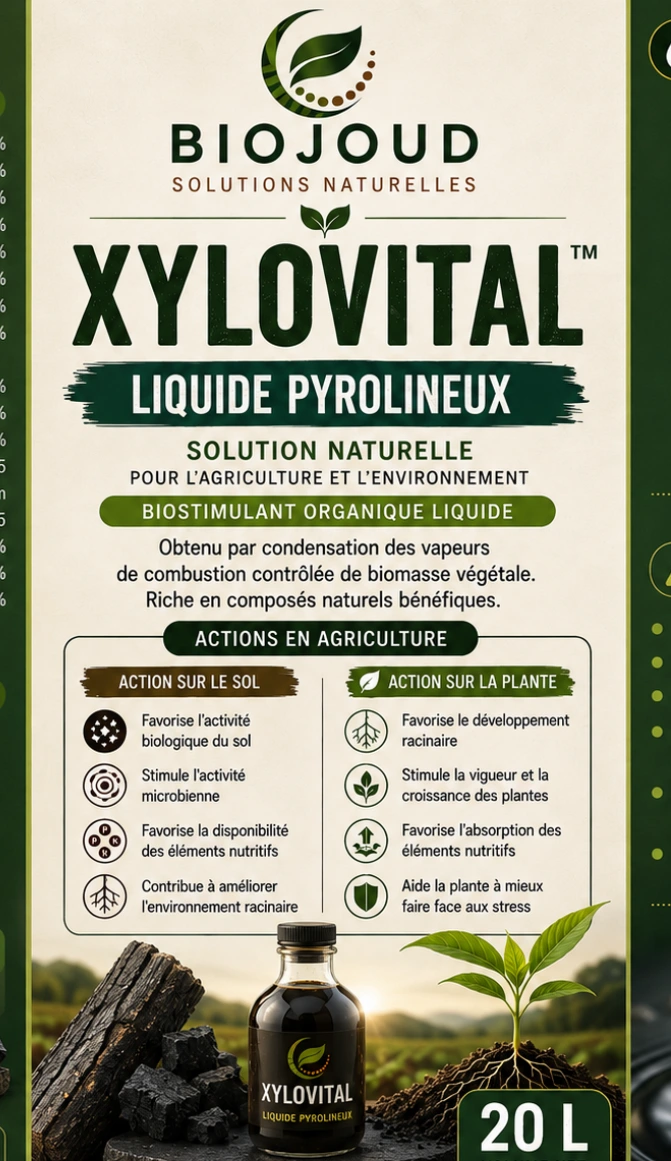 BIOJOUD
SOLUTIONS NATURELLES
XYLOVITAL™
LIQUIDE PYROLINEUX
SOLUTION NATURELLE
POUR L'AGRICULTURE ET L'ENVIRONNEMENT
BIOSTIMULANT ORGANIQUE LIQUIDE
Obtenu par condensation des vapeurs
de combustion contrôlée de biomasse végétale.
Riche en composés naturels bénéfiques.
ACTIONS EN AGRICULTURE
ACTION SUR LE SOL
Favorise l'activité
biologique du sol
Stimule l'activité
microbienne
P
P K
K
Favorise la disponibilité
des éléments nutritifs
Contribue à améliorer
l'environnement racinaire
ACTION SUR LA PLANTE
Favorise le développement
racinaire
Stimule la vigueur et la
croissance des plantes
Favorise l'absorption des
éléments nutritifs
Aide la plante à mieux
faire face aux stress
XYLOVITAL
LIQUIDE PYROLINEUX
20 L